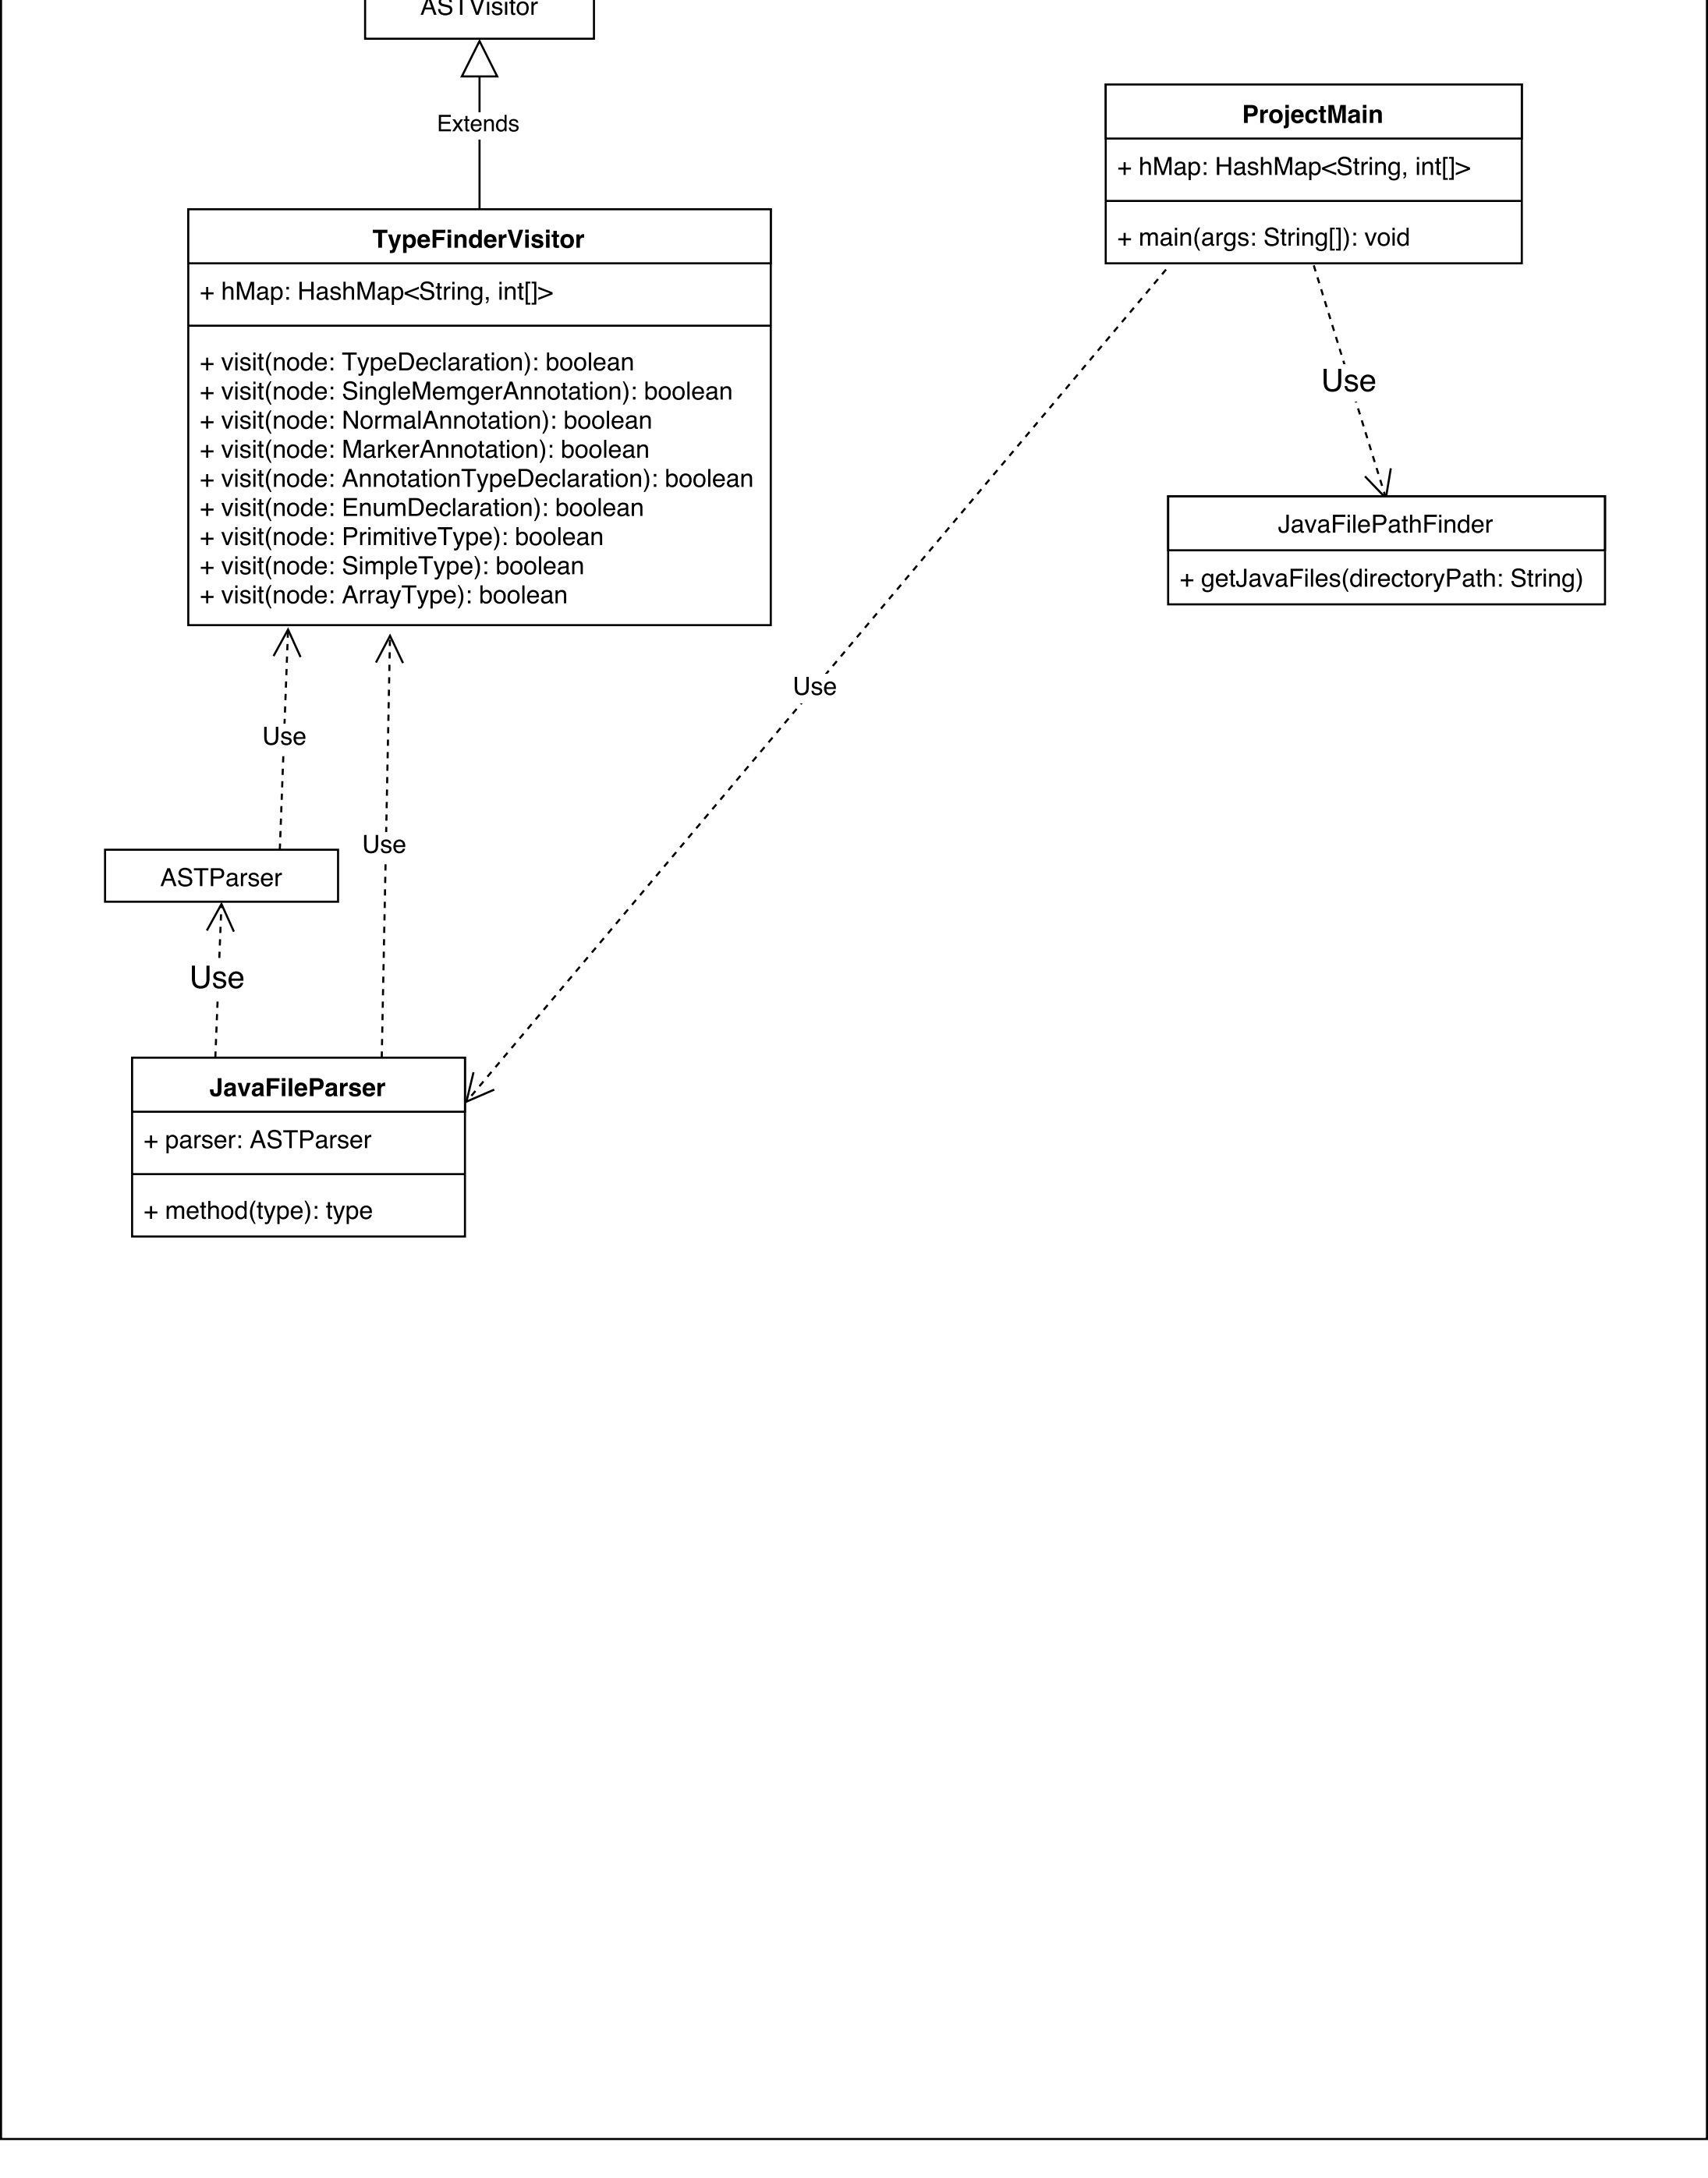 ASTVisitor
Extends
ProjectMain
+ hMap: HashMap<String, int[]>
+ main(args: String[]): void
TypeFinderVisitor
+ hMap: HashMap<String, int[]>
+ visit(node: TypeDeclaration): boolean
+ visit(node: SingleMemgerAnnotation): boolean
+ visit(node: NormalAnnotation): boolean
+ visit(node: MarkerAnnotation): boolean
+ visit(node: AnnotationTypeDeclaration): boolean
+ visit(node: EnumDeclaration): boolean
+ visit(node: PrimitiveType): boolean
+ visit(node: SimpleType): boolean
+ visit(node: ArrayType): boolean
Use
JavaFilePathFinder
+ getJavaFiles(directoryPath: String)
Use
Use
Use
ASTParser
Use
JavaFileParser
+ parser: ASTParser
+ method(type): type